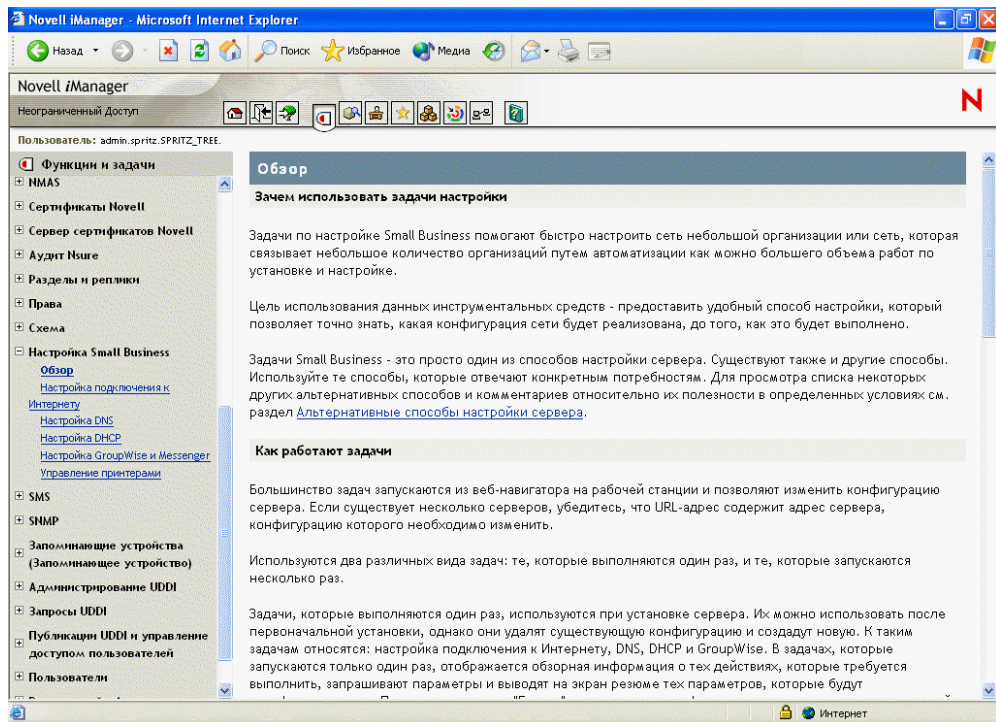 Novell iManager - Microsoft Internet Explorer
Назад
Поиск
Избранное
Медиа
Novell iManager
Неограниченный Доступ
N
Пользователь: admin.spritz.SPRITZ_TREE.
Функции и задачи
NMAS
Сертификаты Novell
Сервер сертификатов Novell
Аудит Nsure
Разделы и реплики
Права
Схема
Настройка Small Business
Обзор
Настройка подключения к
Интернету
Настройка DNS
Настройка DHCP
Настройка GroupWise и Messenger
Управление принтерами
SMS
SNMP
Запоминающие устройства
(Запоминающее устройство)
Администрирование UDDI
Запросы UDDI
Публикации UDDI и управление
доступом пользователей
Пользователи
Обзор
Зачем использовать задачи настройки
Задачи по настройке Small Business помогают быстро настроить сеть небольшой организации или сеть, которая
связывает небольшое количество организаций путем автоматизации как можно большего объема работ по
установке и настройке.
Цель использования данных инструментальных средств - предоставить удобный способ настройки, который
позволяет точно знать, какая конфигурация сети будет реализована, до того, как это будет выполнено.
Задачи Small Business - это просто один из способов настройки сервера. Существуют также и другие способы.
Используйте те способы, которые отвечают конкретным потребностям. Для просмотра списка некоторых
других альтернативных способов и комментариев относительно их полезности в определенных условиях см.
раздел Альтернативные способы настройки сервера.
Как работают задачи
Большинство задач запускаются из веб-навигатора на рабочей станции и позволяют изменить конфигурацию
сервера. Если существует несколько серверов, убедитесь, что URL-адрес содержит адрес сервера,
конфигурацию которого необходимо изменить.
Используются два различных вида задач: те, которые выполняются один раз, и те, которые запускаются
несколько раз.
Задачи, которые выполняются один раз, используются при установке сервера. Их можно использовать после
первоначальной установки, однако они удалят существующую конфигурацию и создадут новую. К таким
задачам относятся: настройка подключения к Интернету, DNS, DHCP и GroupWise. В задачах, которые
запускаются только один раз, отображается обзорная информация о тех действиях, которые требуется
выполнить, запрашивают параметры и выводят на экран резюме тех параметров, которые будут
Интернет